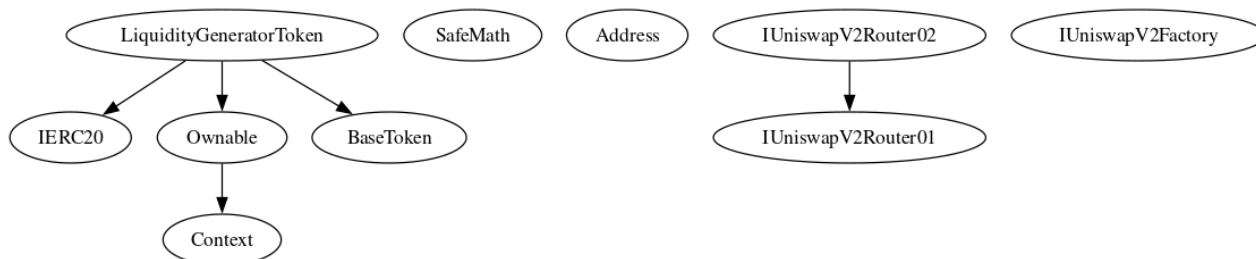 LiquidityGeneratorToken SafeMath Address IUniswapV2Router02 IUniswapV2Factory
IERC20 Ownable BaseToken IUniswapV2Router01
Context